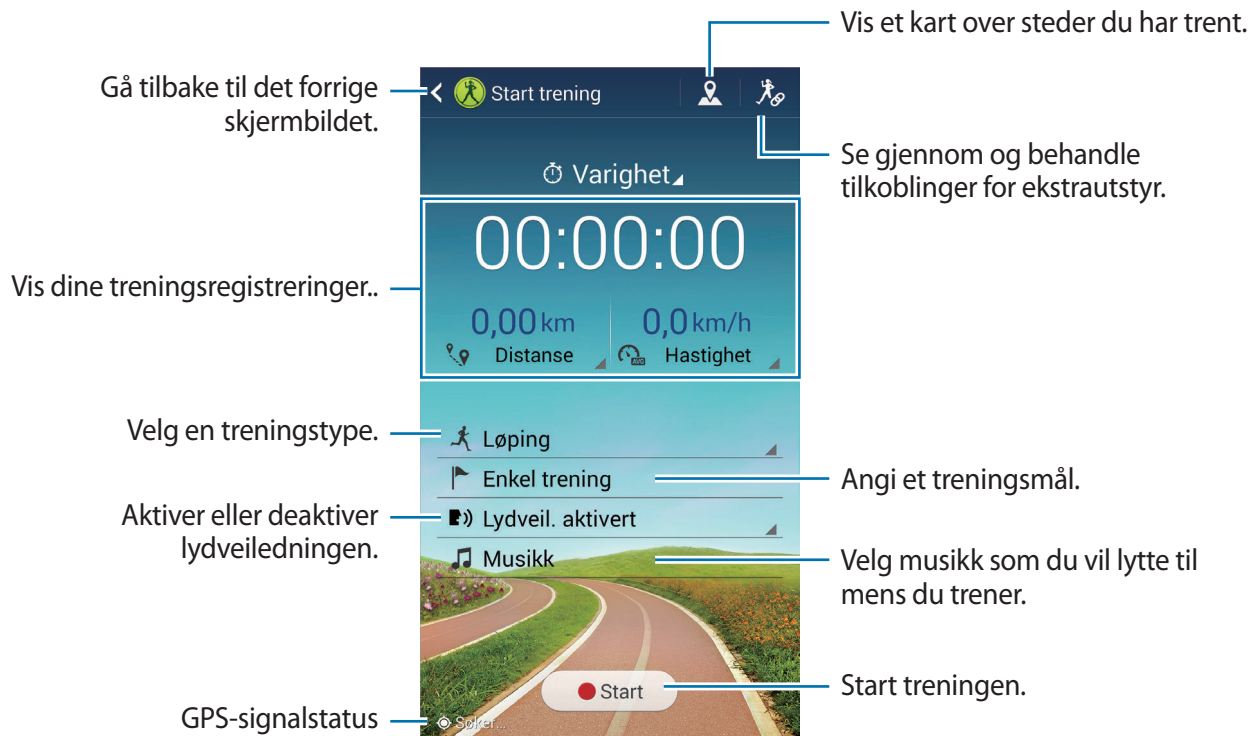 Vis et kart over steder du har trent.
Gå tilbake til det forrige
skjermbildet.
Start trening
Se gjennom og behandle
tilkoblinger for ekstrautstyr.
Varighet
00:00:00
Vis dine treningsregistreringer..
0,00 km
0,0 km/h
Distanse
AVG
Hastighet
Velg en treningstype.
Løping
Enkel trening
Angi et treningsmål.
Aktiver eller deaktiver
lydveiledningen.
Lydveil. aktivert
Musikk
Velg musikk som du vil lytte til
mens du trener.
Start
Start treningen.
GPS-signalstatus
Søker...